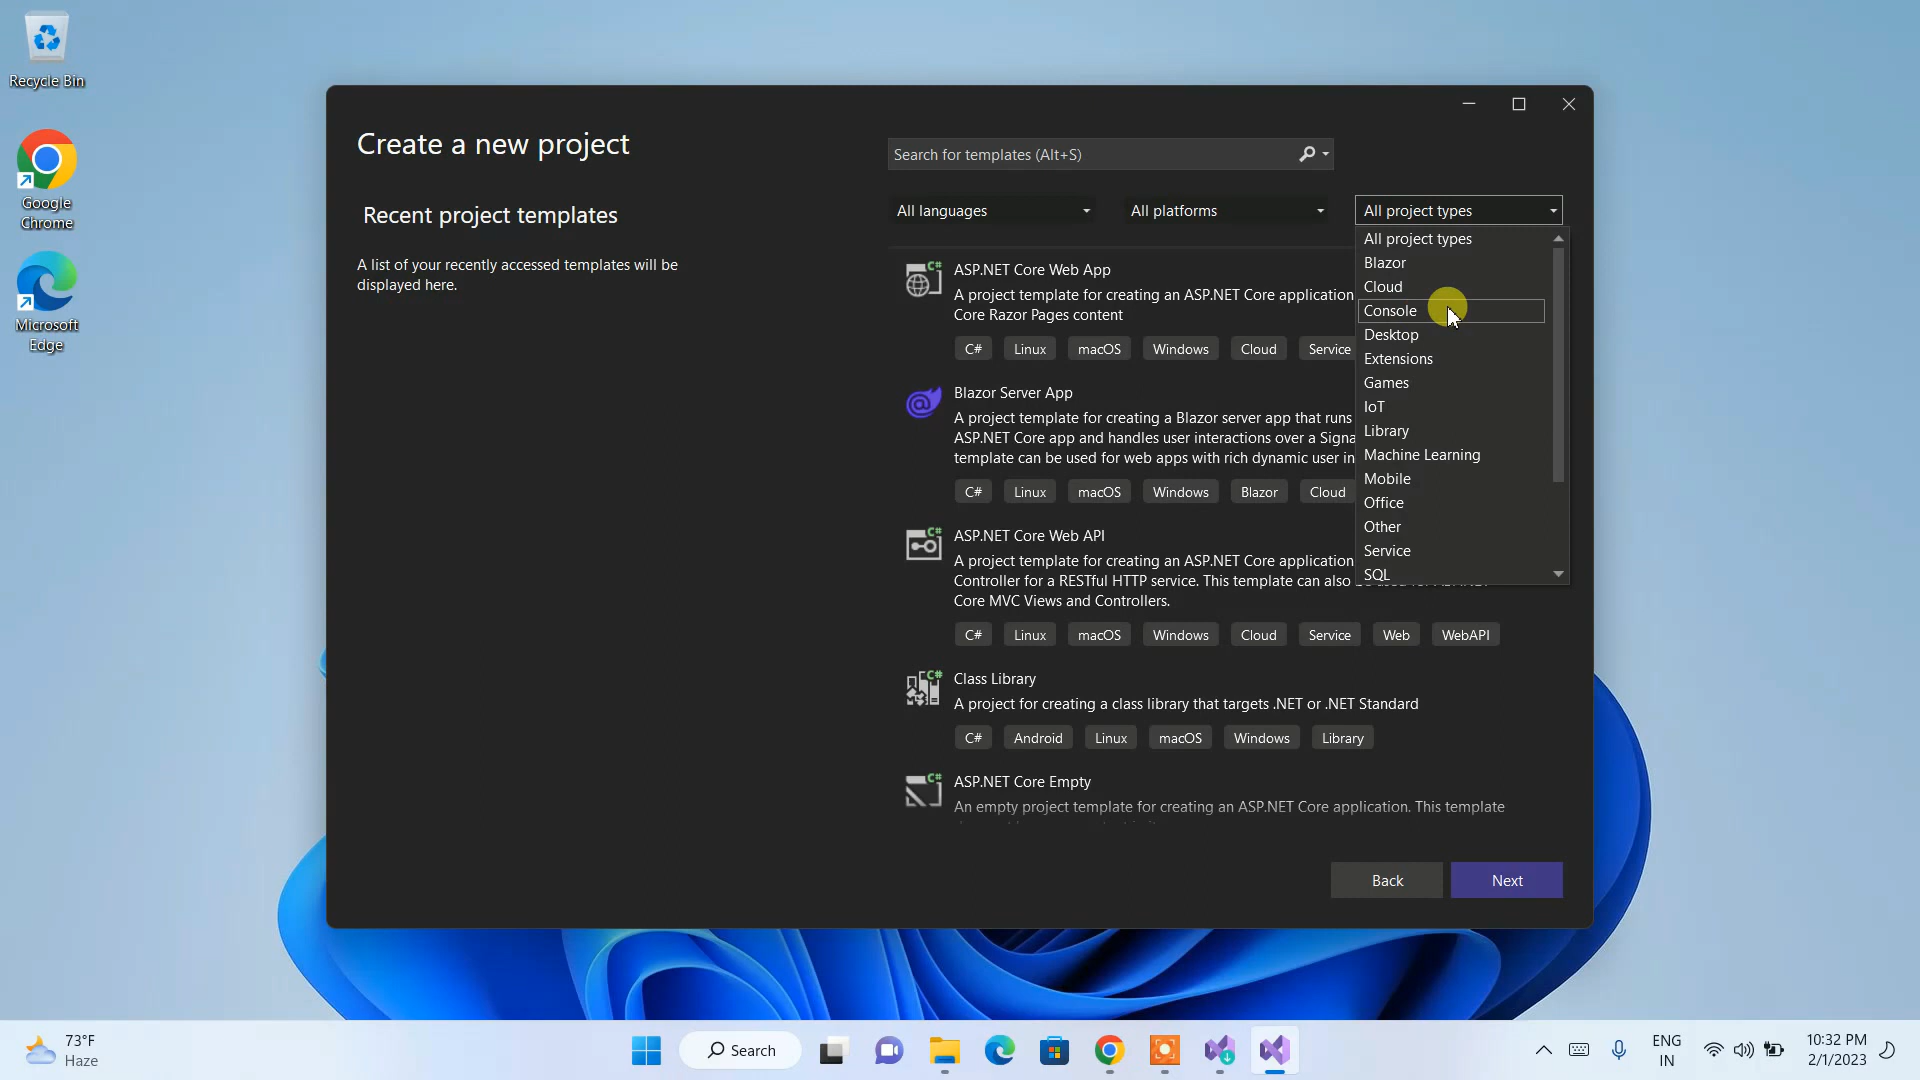 Recycle Bin
Google
Chrome
Microsoft
Edge
Create a new project
Recent project templates
A list of your recently accessed templates will be
displayed here.
Search for templates (Alt+S)
All languages
All platforms
All project types
All project types
Blazor
Cloud
Console
Desktop
Extensions
Games
IoT
Library
Machine Learning
Mobile
Office
Other
Service
SQL
ASP.NET Core Web App
A project template for creating an ASP.NET Core application
Core Razor Pages content
C# Linux macOS Windows Cloud Service
Blazor Server App
A project template for creating a Blazor server app that runs
ASP.NET Core app and handles user interactions over a Signa
template can be used for web apps with rich dynamic user in
C# Linux macOS Windows Blazor Cloud
ASP.NET Core Web API
A project template for creating an ASP.NET Core application
Controller for a RESTful HTTP service. This template can also
Core MVC Views and Controllers.
C# Linux macOS Windows Cloud Service Web WebAPI
Class Library
A project for creating a class library that targets .NET or .NET Standard
C# Android Linux macOS Windows Library
ASP.NET Core Empty
An empty project template for creating an ASP.NET Core application. This template
Back
Next
73°F
Haze
Search
ENG
IN
10:32 PM
2/1/2023